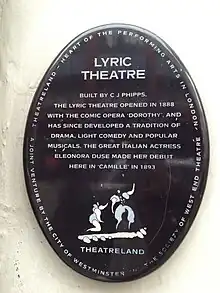 THEATRELAND - HEART OF THE PERFORMING ARTS IN LONDON
LYRIC
THEATRE
BUILT BY C J PHIPPS,
THE LYRIC THEATRE OPENED IN 1888
WITH THE COMIC OPERA 'DOROTHY', AND
HAS SINCE DEVELOPED A TRADITION OF
DRAMA, LIGHT COMEDY AND POPULAR
MUSICALS. THE GREAT ITALIAN ACTRESS
ELEONORA DUSE MADE HER DEBUT
HERE IN 'CAMILLE' IN 1893
THEATRELAND
A JOINT VENTURE BY THE CITY OF WESTMINSTER AND THE SOCIETY OF WEST END THEATRE